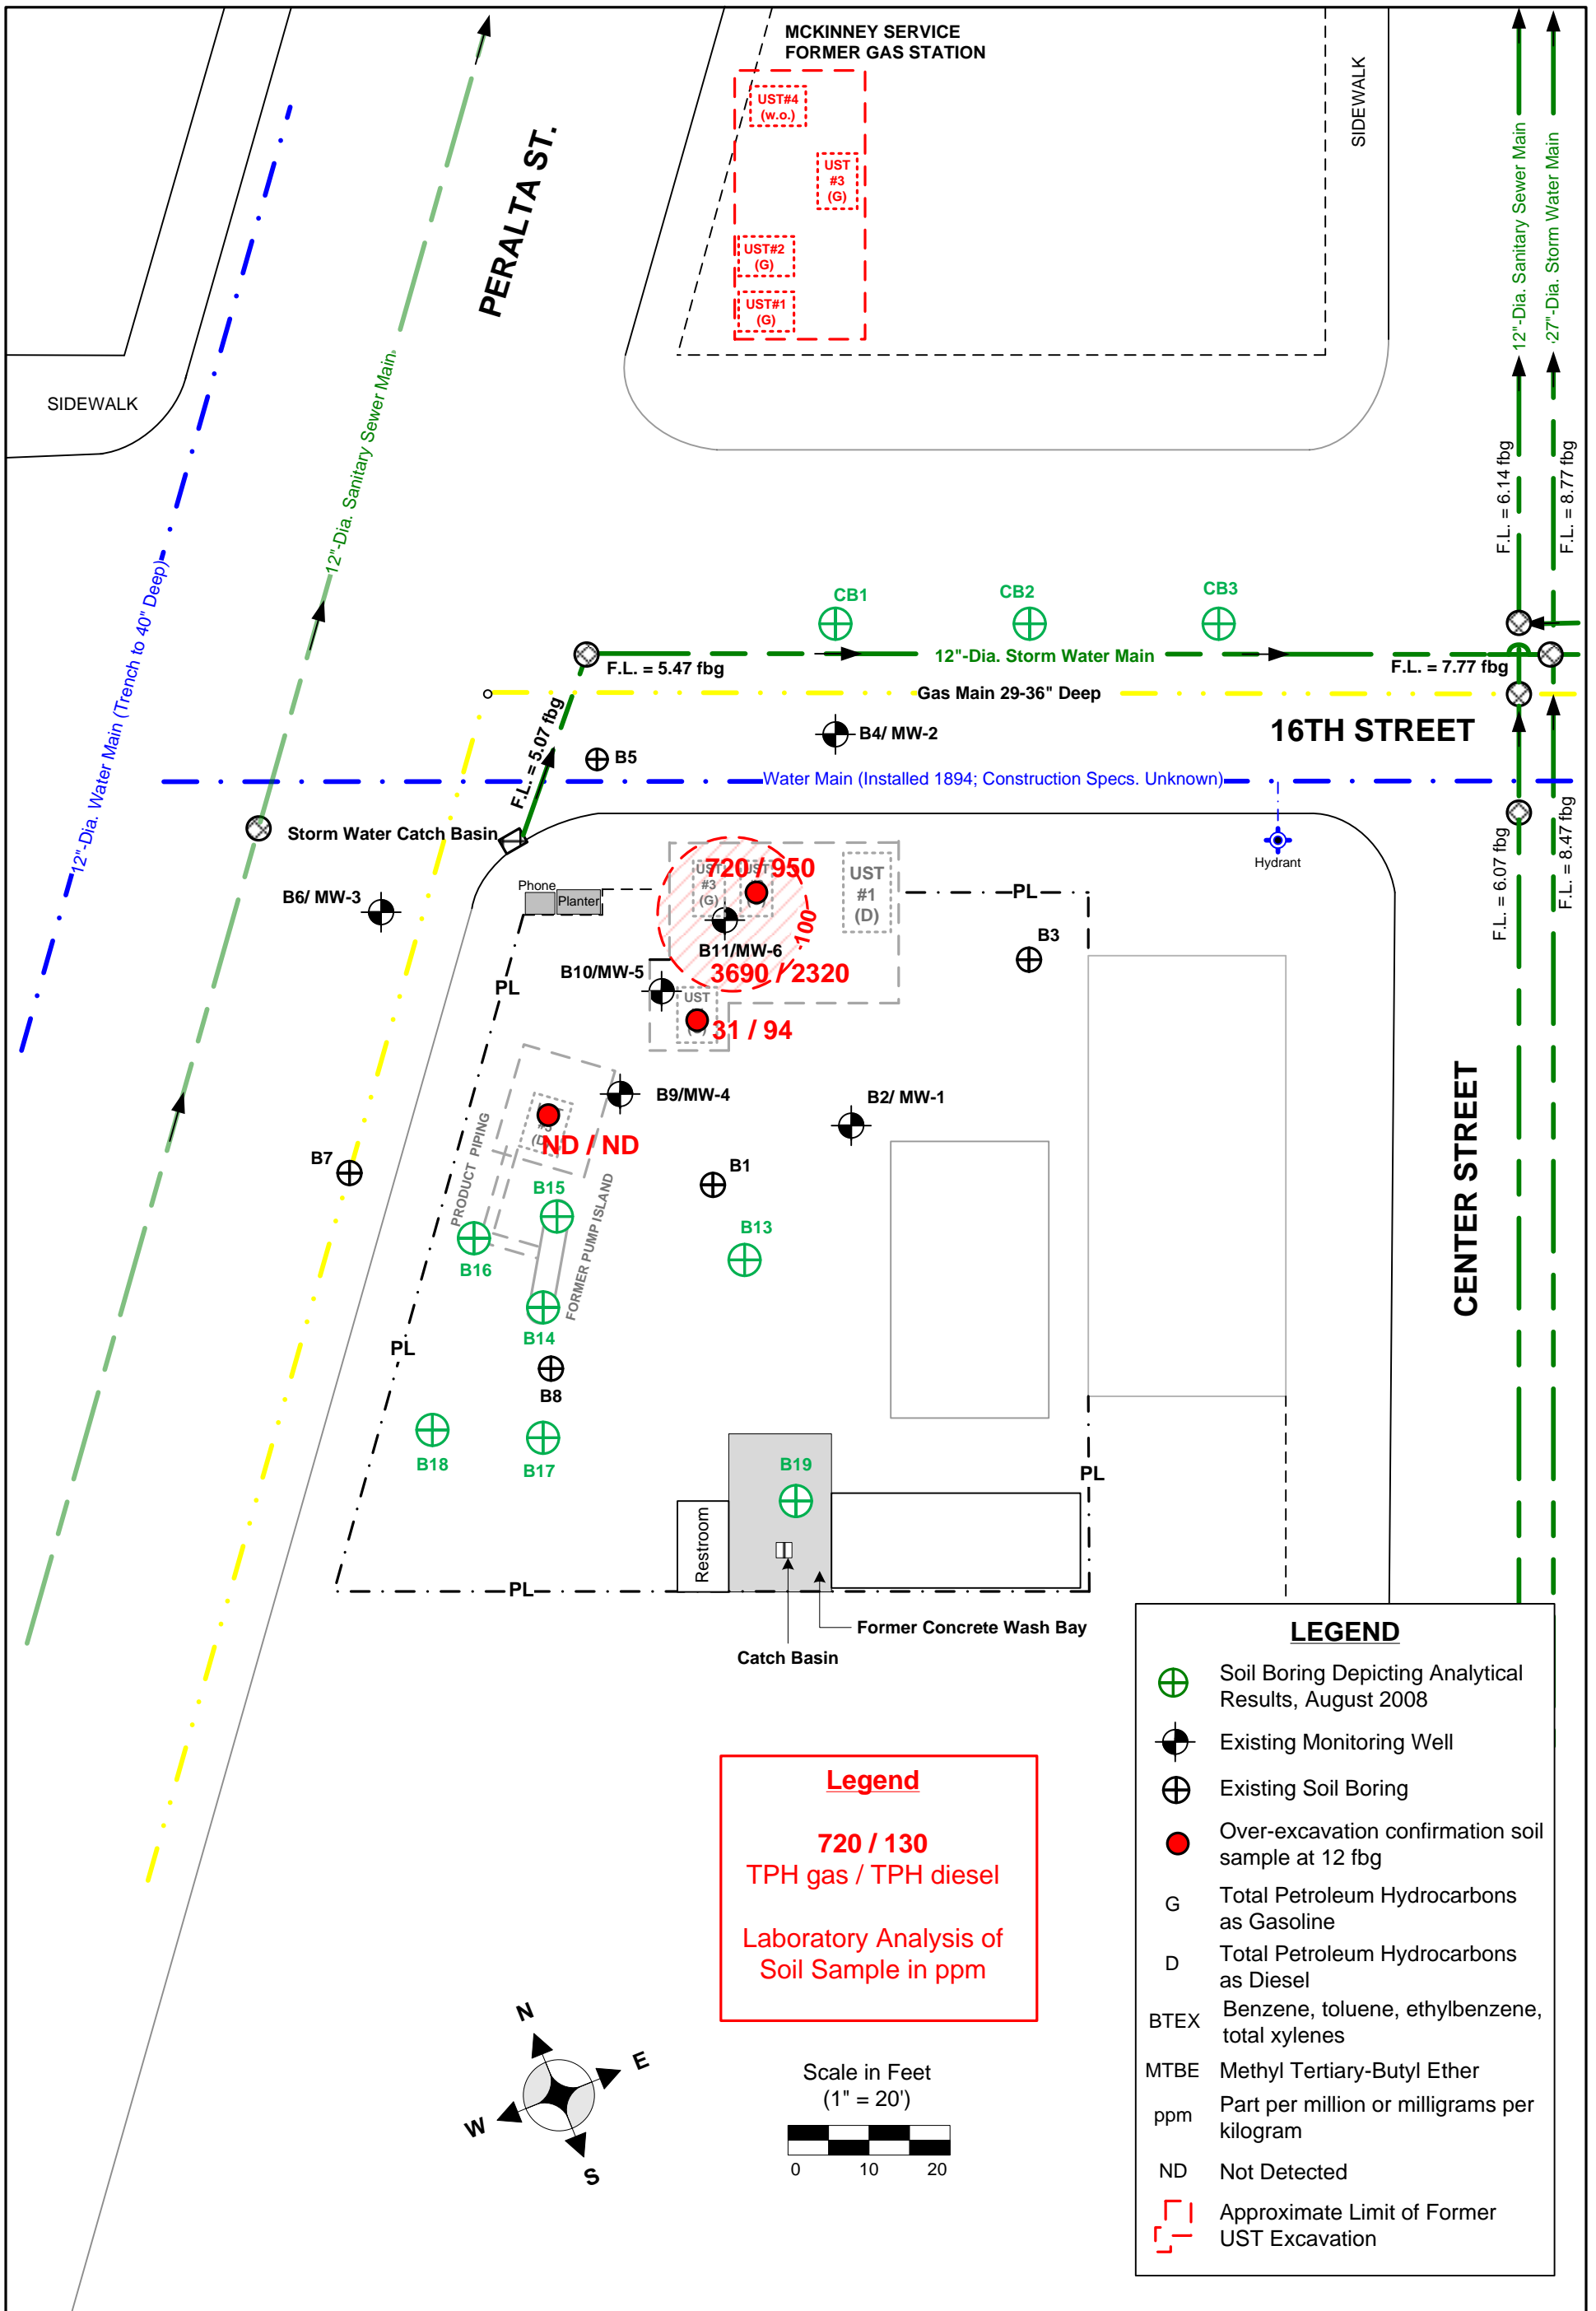 MCKINNEY SERVICE
FORMER GAS STATION
UST#4
(w.o.)
UST
#3
(G)
UST#2
(G)
UST#1
(G)
SIDEWALK
SIDEWALK
PERALTA ST.
12"-Dia. Water Main (Trench to 40" Deep)
12"-Dia. Sanitary Sewer Main
12"-Dia. Sanitary Sewer Main
27"-Dia. Storm Water Main
F.L. = 6.14 fbg
F.L. = 8.77 fbg
CB1
CB2
CB3
12"-Dia. Storm Water Main
F.L. = 5.47 fbg
F.L. = 7.77 fbg
Gas Main 29-36" Deep
F.L. = 5.07 fbg
B4/ MW-2
16TH STREET
B5
Water Main (Installed 1894; Construction Specs. Unknown)
Storm Water Catch Basin
Hydrant
F.L. = 6.07 fbg
F.L. = 8.47 fbg
720 / 950
UST
#3
(G)
UST
UST
#1
(D)
Phone
Planter
PL
B6/ MW-3
100
B11/MW-6
B3
B10/MW-5
3690 / 2320
PL
UST
31 / 94
B9/MW-4
B2/ MW-1
CENTER STREET
(D
ND / ND
PRODUCT PIPING
B7
B1
B15
FORMER PUMP ISLAND
B13
B16
B14
PL
B8
B18
B17
B19
PL
Restroom
PL
Former Concrete Wash Bay
Catch Basin
LEGEND
Soil Boring Depicting Analytical
Results, August 2008
Existing Monitoring Well
Existing Soil Boring
Over-excavation confirmation soil
sample at 12 fbg
G Total Petroleum Hydrocarbons
as Gasoline
D Total Petroleum Hydrocarbons
as Diesel
BTEX Benzene, toluene, ethylbenzene,
total xylenes
MTBE Methyl Tertiary-Butyl Ether
ppm Part per million or milligrams per
kilogram
ND Not Detected
Approximate Limit of Former
UST Excavation
Legend
720 / 130
TPH gas / TPH diesel
Laboratory Analysis of
Soil Sample in ppm
N
E
W
S
Scale in Feet
(1" = 20')
0 10 20